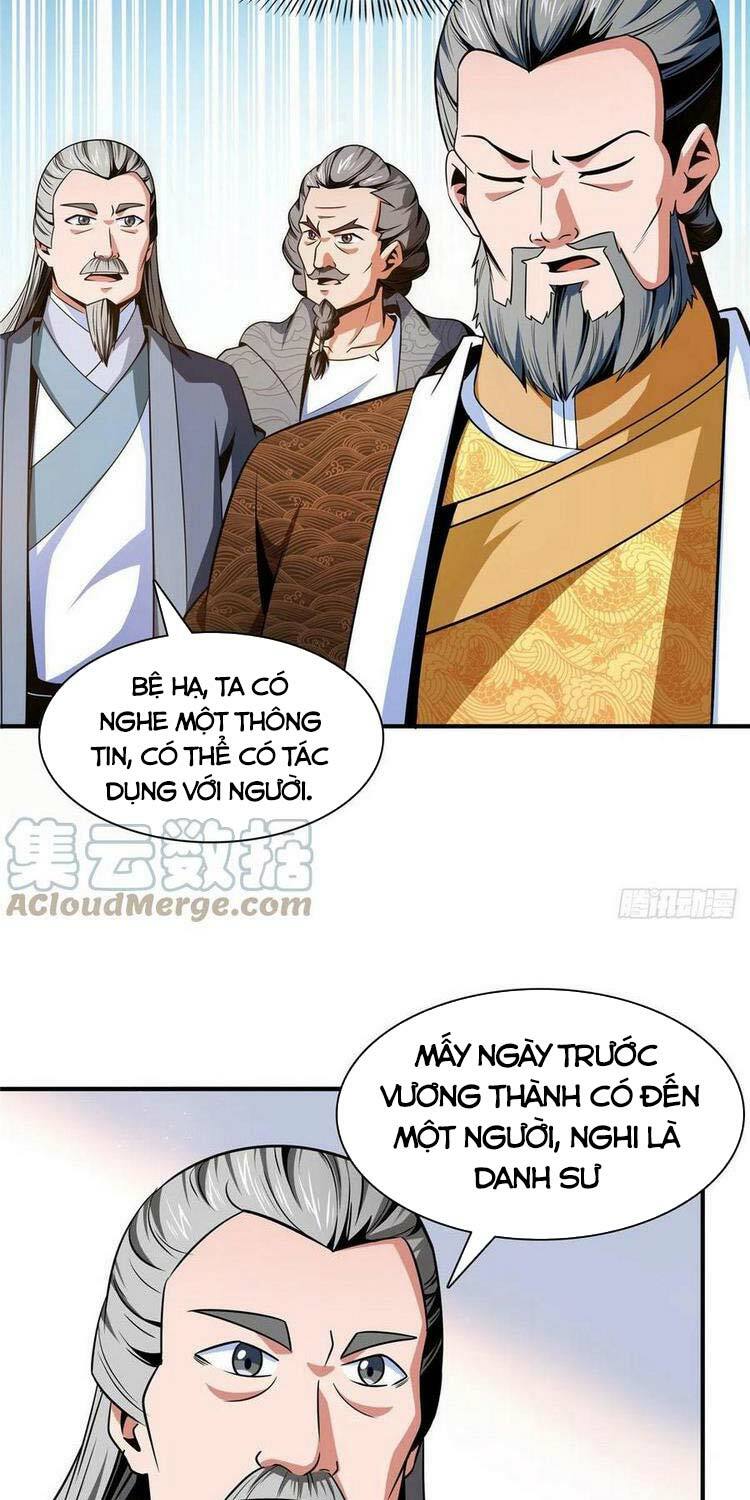 BỆ HẠ, TA CÓ
NGHE MỘT THÔNG
TIN, CÓ THỂ CÓ TÁC
DỤNG VỚI NGƯỜI.
集云数据
ACloudMerge.com
腾讯动漫
MẤY NGÀY TRƯỚC
VƯƠNG THÀNH CÓ ĐẾN
MỘT NGƯỜI, NGHI LÀ
DANH SƯ